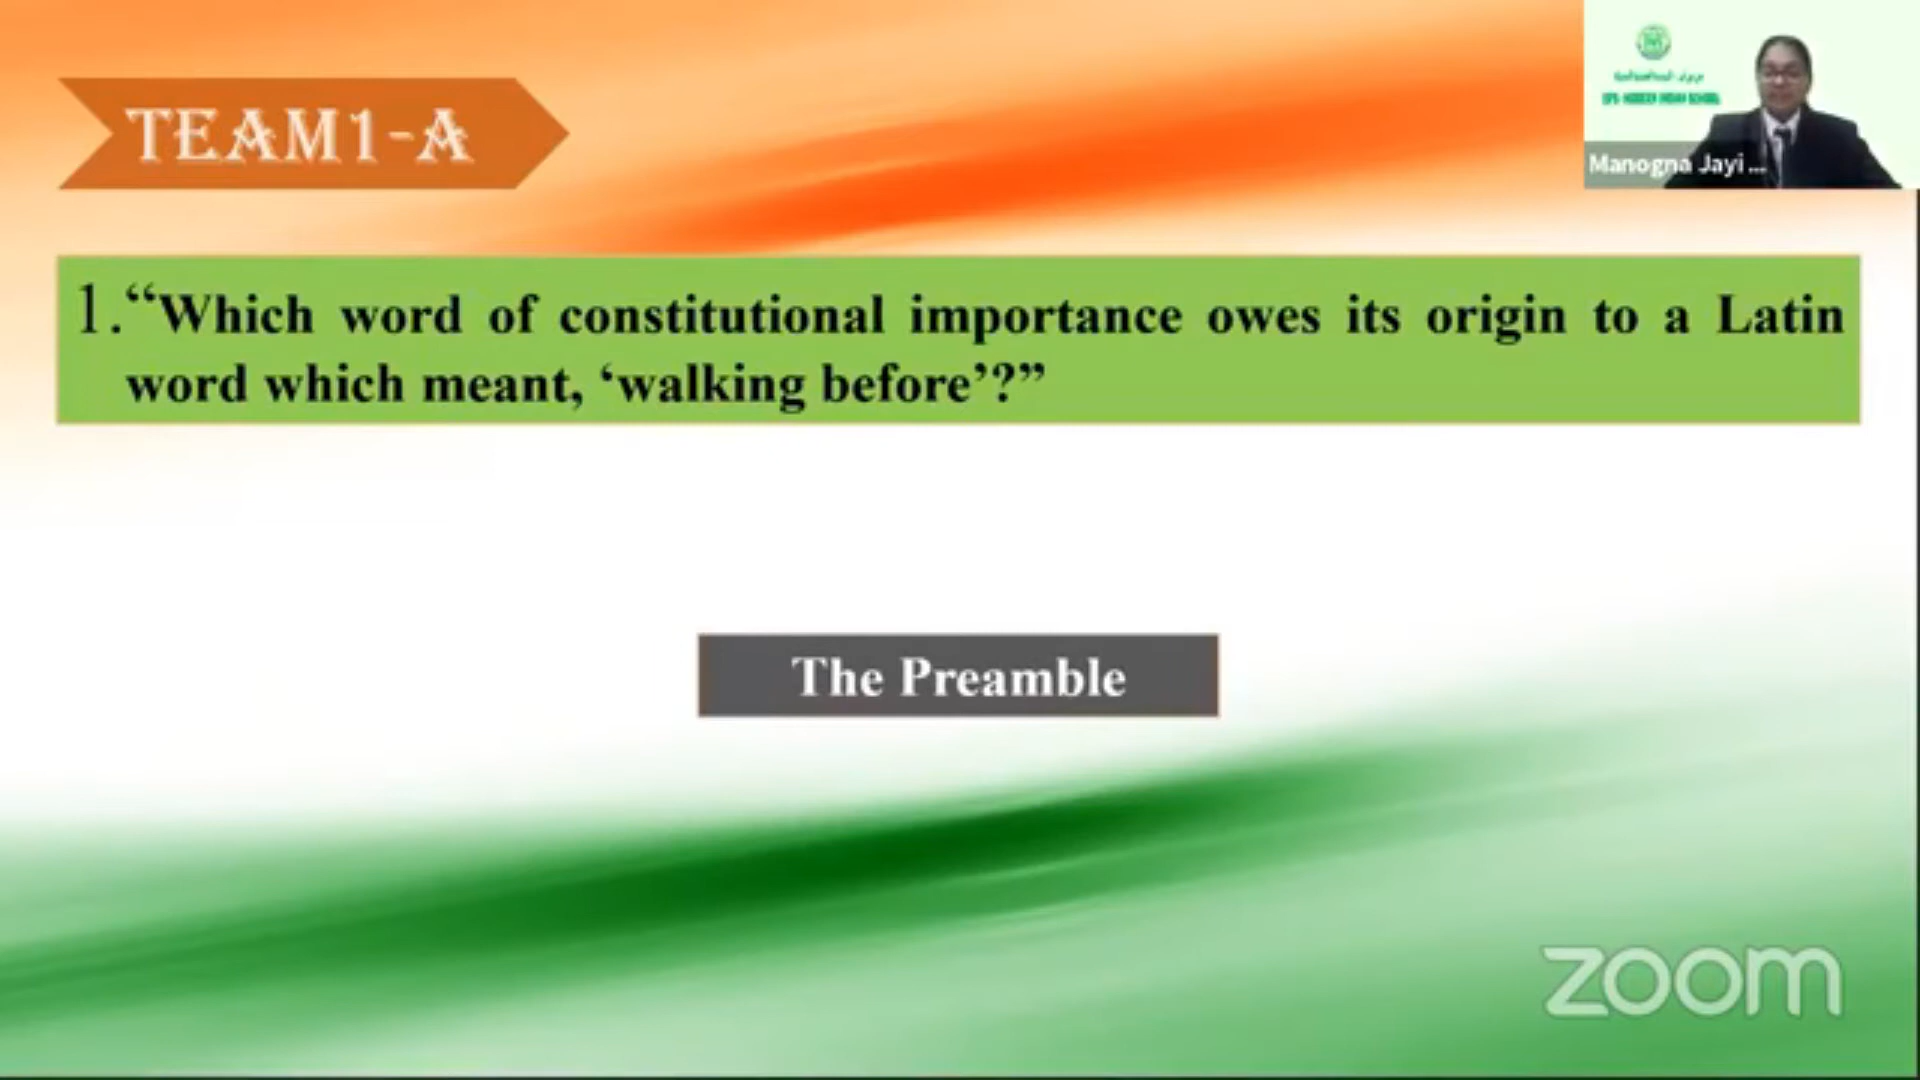 TEAM1-A
1.“Which word of constitutional importance owes its origin to a Latin
word which meant, ‘walking before’?”
The Preamble
Manogna Jayi...
zoom